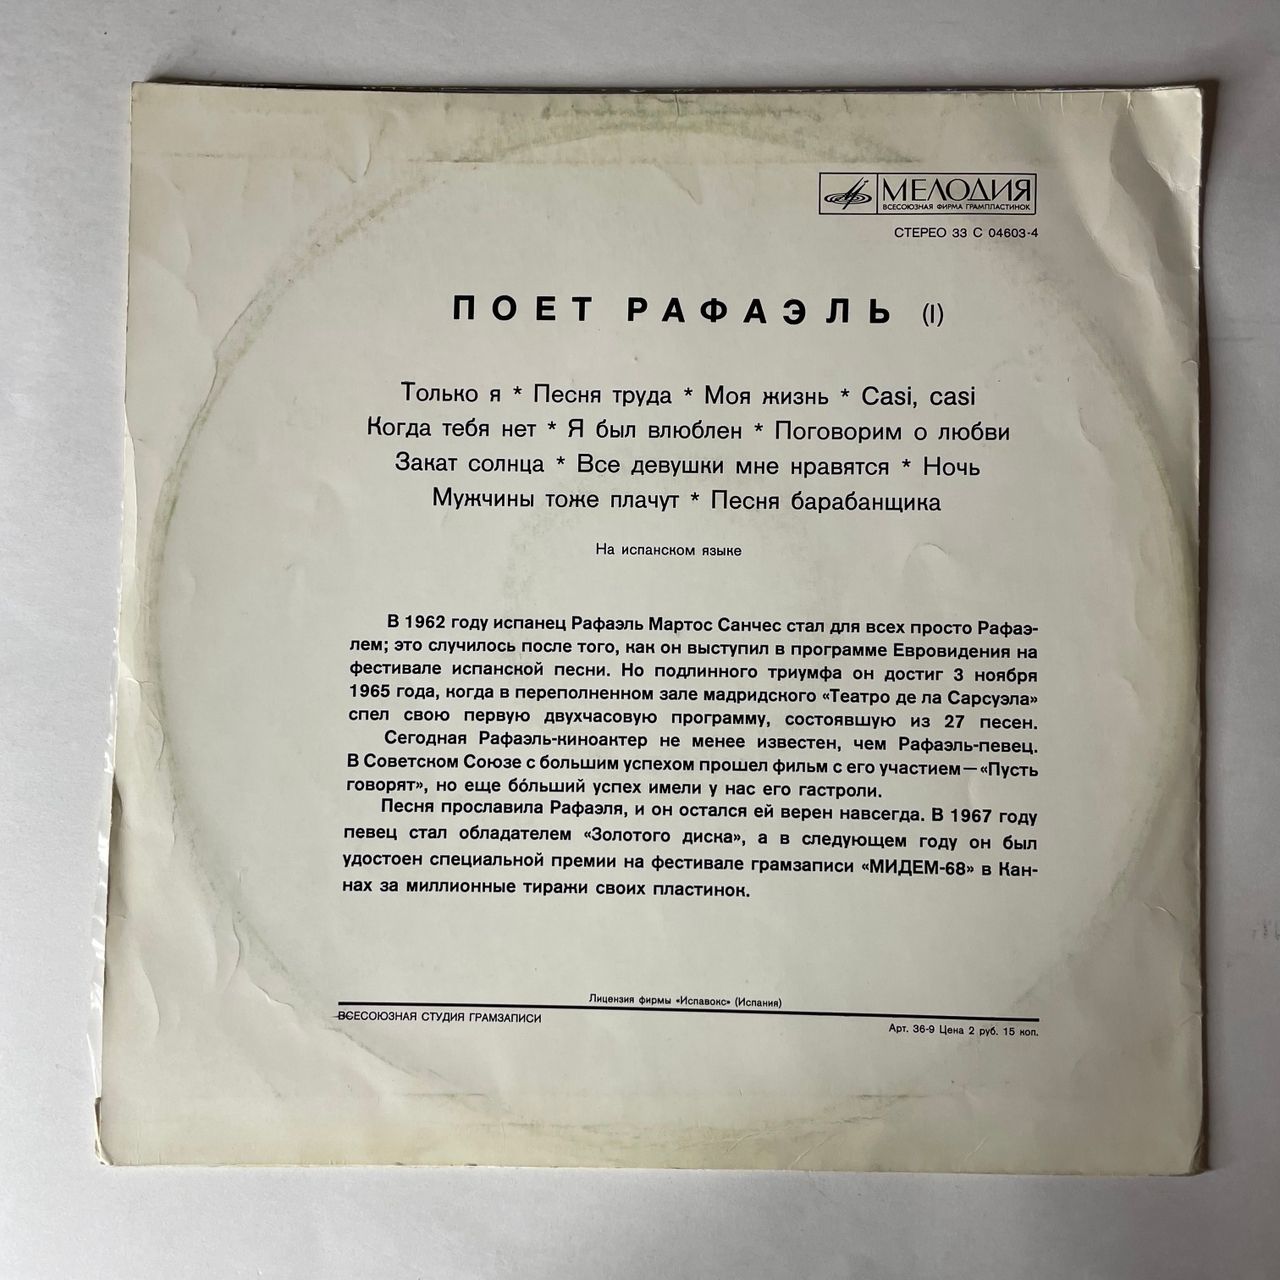 МЕЛОДИЯ
ВСЕСОЮЗНАЯ ФИРМА ГРАМПЛАСТИНОК
СТЕРЕО 33 С 04603-4
ПОЕТ РАФАЭЛЬ (I)
Только я * Песня труда * Моя жизнь * Casi, casi
Когда тебя нет * Я был влюблен * Поговорим о любви
Закат солнца * Все девушки мне нравятся * Ночь
Мужчины тоже плачут * Песня барабанщика
На испанском языке
В 1962 году испанец Рафаэль Мартос Санчес стал для всех просто Рафаэ-
лем; это случилось после того, как он выступил в программе Евровидения на
фестивале испанской песни. Но подлинного триумфа он достиг 3 ноября
1965 года, когда в переполненном зале мадридского «Театро де ла Сарсуэла»
спел свою первую двухчасовую программу, состоявшую из 27 песен.
Сегодная Рафаэль-киноактер не менее известен, чем Рафаэль-певец.
В Советском Союзе с большим успехом прошел фильм с его участием—«Пусть
говорят», но еще бóльший успех имели у нас его гастроли.
Песня прославила Рафаэля, и он остался ей верен навсегда. В 1967 году
певец стал обладателем «Золотого диска», а в следующем году он был
удостоен специальной премии на фестивале грамзаписи «МИДЕМ-68» в Кан-
нах за миллионные тиражи своих пластинок.
Лицензия фирмы «Испавокс» (Испания)
ВСЕСОЮЗНАЯ СТУДИЯ ГРАМЗАПИСИ
Арт. 36-9 Цена 2 руб. 15 коп.